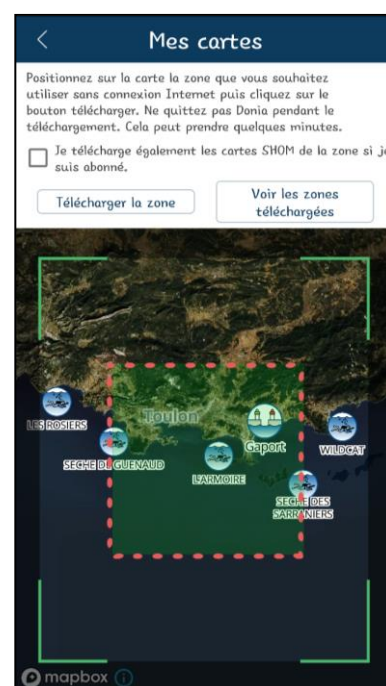 Mes cartes
Positionnez sur la carte la zone que vous souhaitez
utiliser sans connexion Internet puis cliquez sur le
bouton télécharger. Ne quittez pas Donia pendant le
téléchargement. Cela peut prendre quelques minutes.
Je télécharge également les cartes SHOM de la zone si je
suis abonné.
Télécharger la zone
Voir les zones
téléchargées
LES ROSIERS
Toulon
Gaport
WILDCAT
SECHE DE GUENAUD
L'ARMOIRE
SECHE DES
SARRANIERS
mapbox